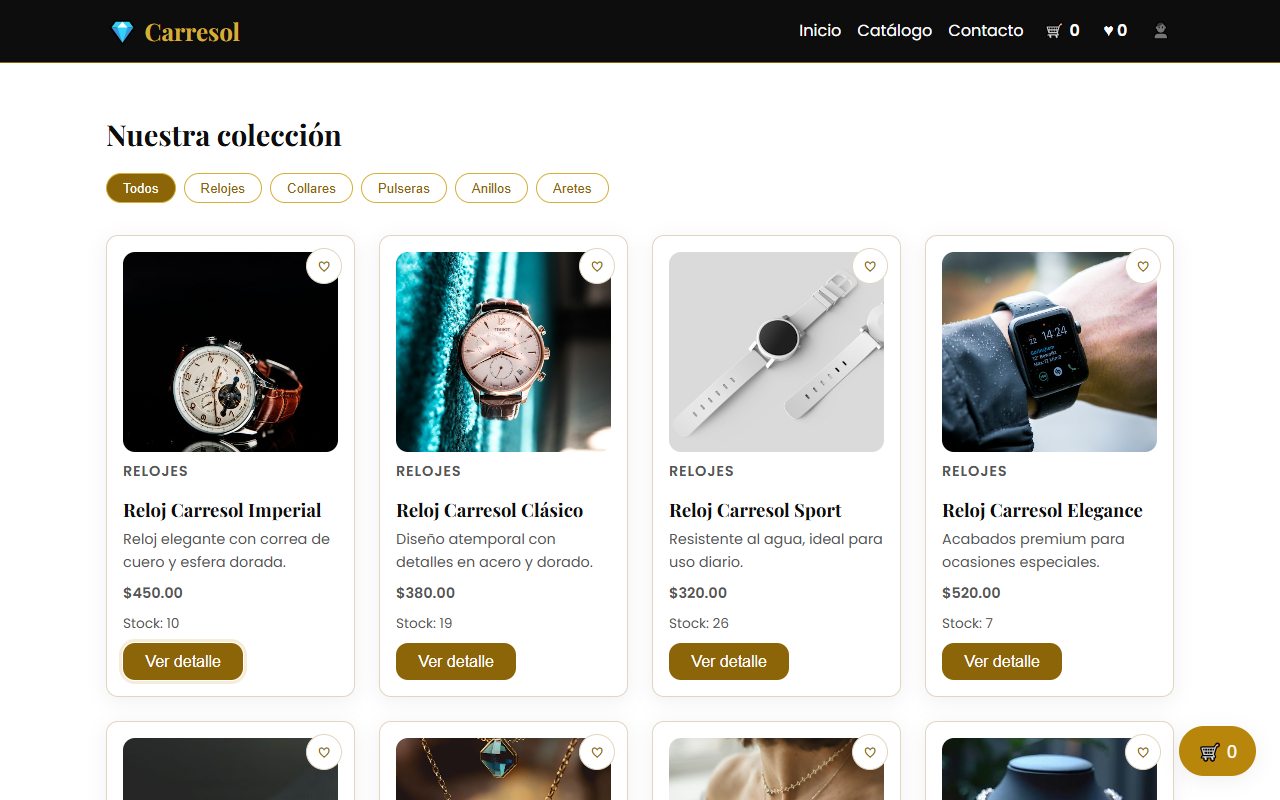 Carresol
Inicio Catálogo Contacto 0 0
Nuestra colección
Todos Relojes Collares Pulseras Anillos Aretes
RELOJES
Reloj Carresol Imperial
Reloj elegante con correa de
cuero y esfera dorada.
$450.00
Stock: 10
Ver detalle
TISSOT
RELOJES
Reloj Carresol Clásico
Diseño atemporal con
detalles en acero y dorado.
$380.00
Stock: 19
Ver detalle
RELOJES
Reloj Carresol Sport
Resistente al agua, ideal para
uso diario.
$320.00
Stock: 26
Ver detalle
14:24
RELOJES
Reloj Carresol Elegance
Acabados premium para
ocasiones especiales.
$520.00
Stock: 7
Ver detalle
0